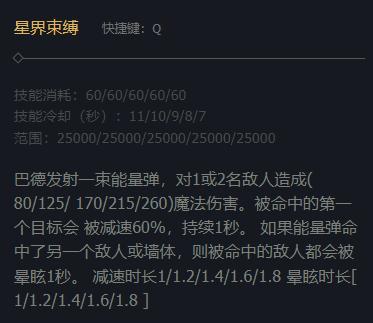 星界束缚 快捷键：Q
技能消耗：60/60/60/60/60
技能冷却（秒）：11/10/9/8/7
范围：25000/25000/25000/25000/25000
巴德发射一束能量弹，对1或2名敌人造成(
80/125/ 170/215/260)魔法伤害。被命中的第一
个目标会 被减速60%，持续1秒。 如果能量弹命
中了另一个敌人或墙体，则被命中的敌人都会被
晕眩1秒。 减速时长1/1.2/1.4/1.6/1.8 晕眩时长[
1/1.2/1.4/1.6/1.8 ]